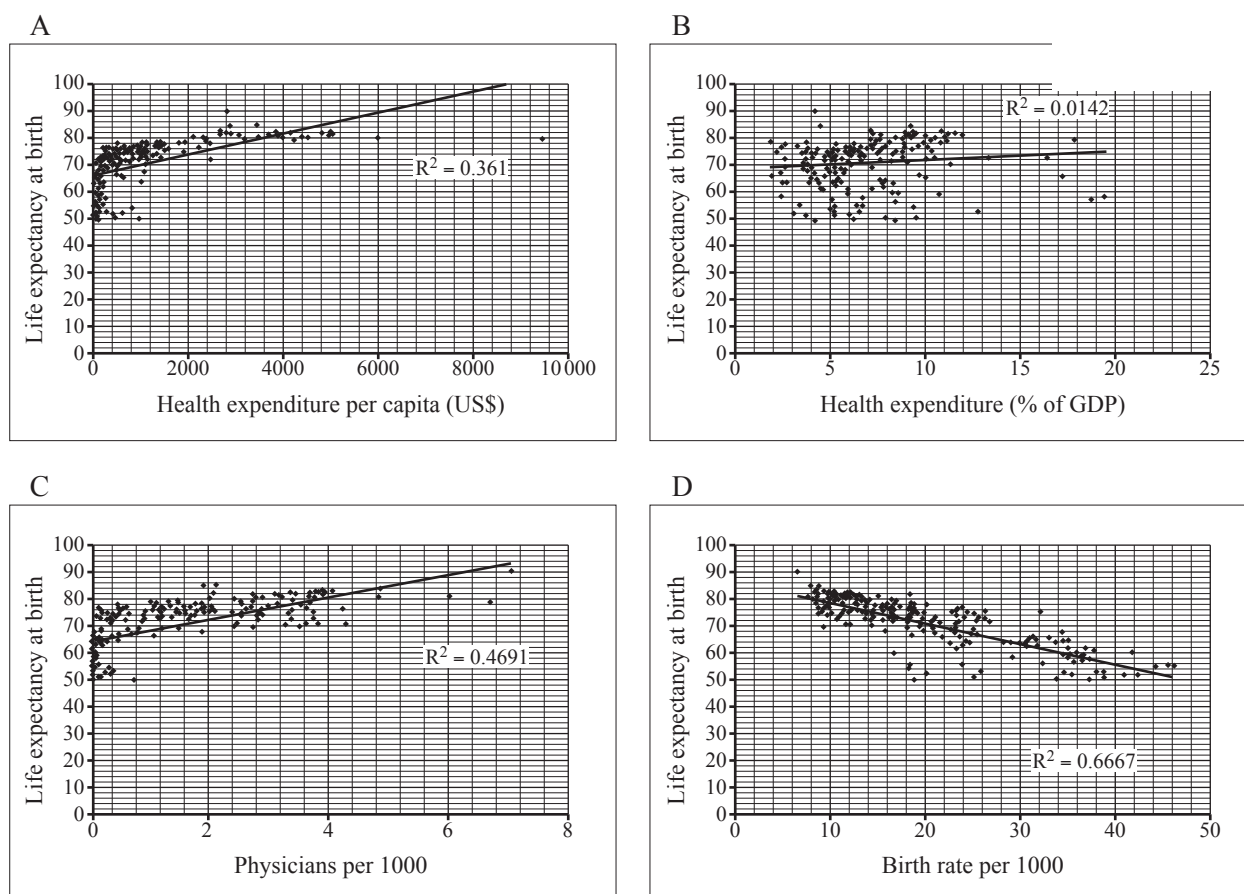 A
Life expectancy at birth
100
90
80
70
60
50
40
30
20
10
0
R² = 0.361
0 2000 4000 6000 8000 10 000
Health expenditure per capita (US$)
B
Life expectancy at birth
100
90
80
70
60
50
40
30
20
10
0
R² = 0.0142
0 5 10 15 20 25
Health expenditure (% of GDP)
C
Life expectancy at birth
100
90
80
70
60
50
40
30
20
10
0
R² = 0.4691
0 2 4 6 8
Physicians per 1000
D
Life expectancy at birth
100
90
80
70
60
50
40
30
20
10
0
R² = 0.6667
0 10 20 30 40 50
Birth rate per 1000